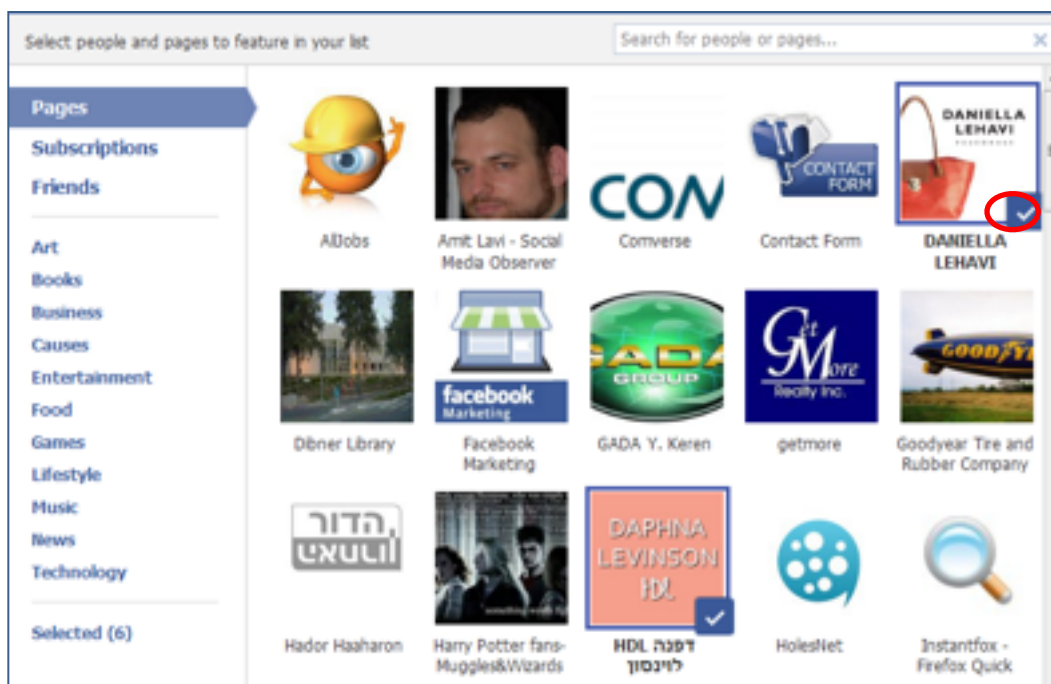 Select people and pages to feature in your list
Search for people or pages...
Pages
Subscriptions
Friends
Art
Books
Business
Causes
Entertainment
Food
Games
Lifestyle
Music
News
Technology
Selected (6)
AllJobs
Amit Lavi - Social
Media Observer
CON
Comverse
CONTACT
FORM
Contact Form
DANIELLA
LEHAVI
DANIELLA
LEHAVI
Dibner Library
facebook
Marketing
Facebook
Marketing
GADA
GROUP
GADA Y. Keren
Get
More
Realty Inc.
getmore
GOODYE
Goodyear Tire and
Rubber Company
הדור
Hador Haaharon
Harry Potter fans-
Muggles&Wizards
DAPHNA
LEVINSON
HDL
HDL דפנה
לוינסון
HolesNet
Instantfox -
Firefox Quick